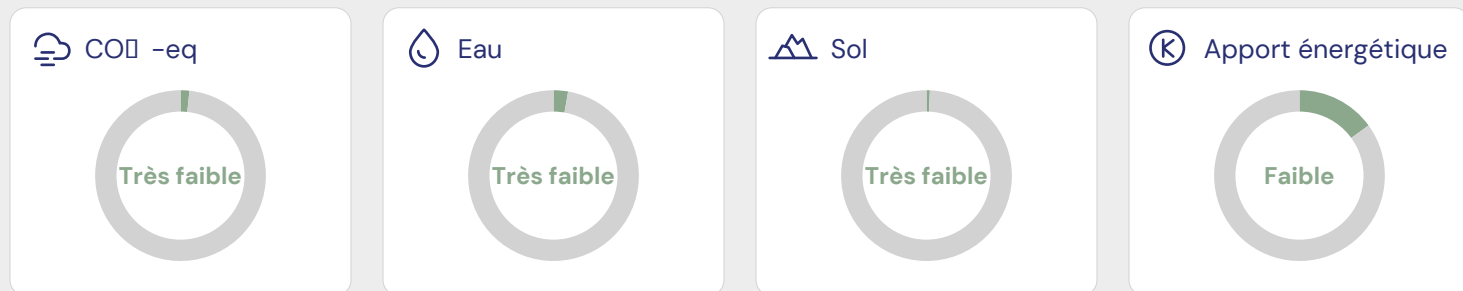 CO▯ -eq
Très faible
Eau
Très faible
Sol
Très faible
Apport énergétique
Faible